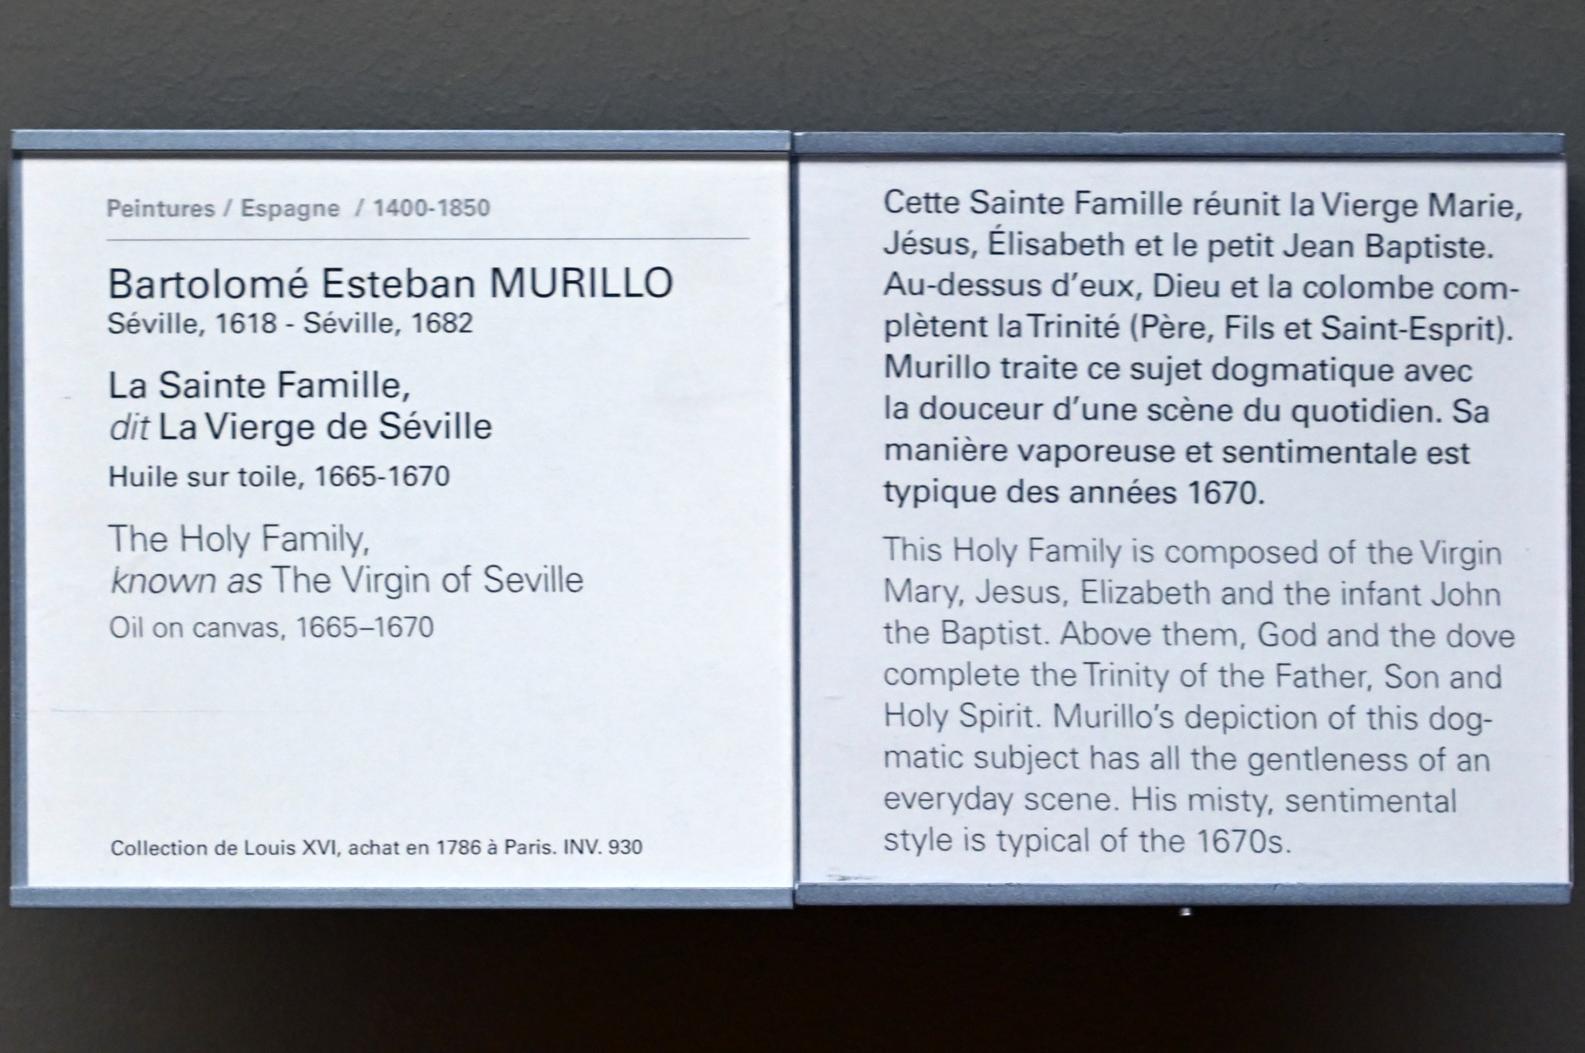 Peintures / Espagne / 1400-1850
Bartolomé Esteban MURILLO
Séville, 1618 - Séville, 1682
La Sainte Famille,
dit La Vierge de Séville
Huile sur toile, 1665-1670
The Holy Family,
known as The Virgin of Seville
Oil on canvas, 1665–1670
Collection de Louis XVI, achat en 1786 à Paris. INV. 930
Cette Sainte Famille réunit la Vierge Marie,
Jésus, Élisabeth et le petit Jean Baptiste.
Au-dessus d'eux, Dieu et la colombe com-
plètent la Trinité (Père, Fils et Saint-Esprit).
Murillo traite ce sujet dogmatique avec
la douceur d'une scène du quotidien. Sa
manière vaporeuse et sentimentale est
typique des années 1670.
This Holy Family is composed of the Virgin
Mary, Jesus, Elizabeth and the infant John
the Baptist. Above them, God and the dove
complete the Trinity of the Father, Son and
Holy Spirit. Murillo's depiction of this dog-
matic subject has all the gentleness of an
everyday scene. His misty, sentimental
style is typical of the 1670s.